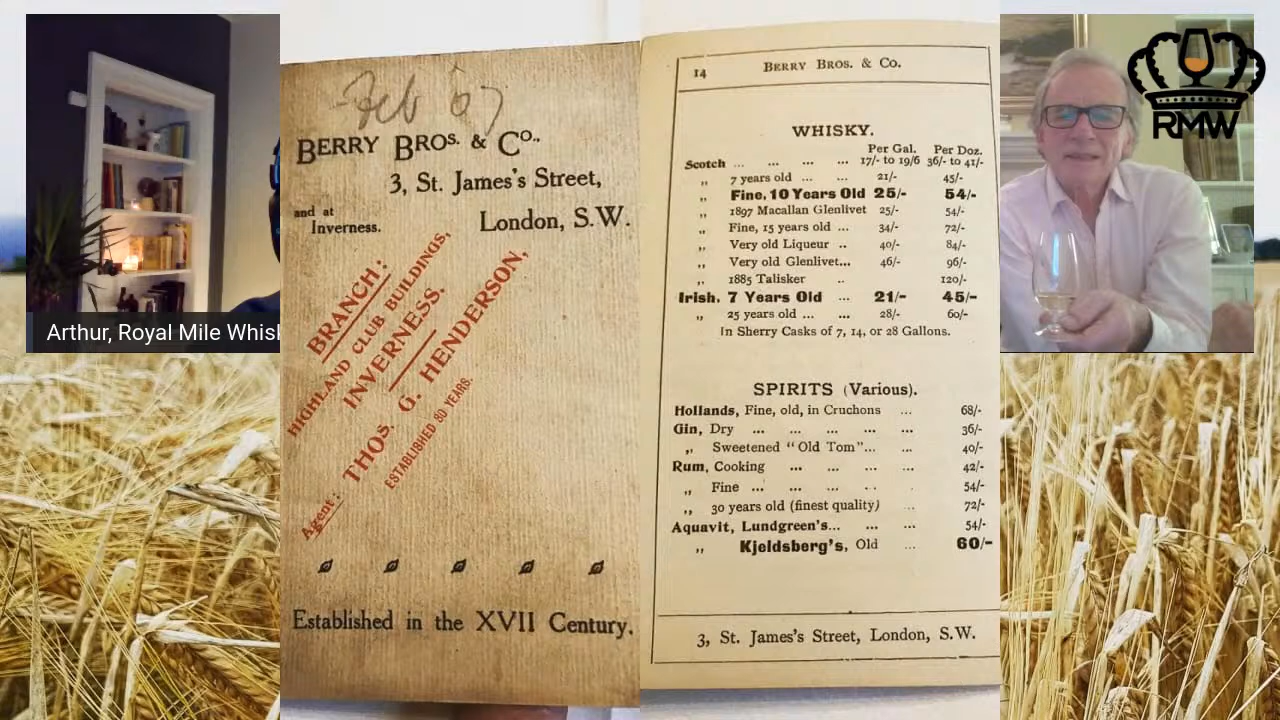 Feb 07
BERRY BROS. & CO.,
3, St. James's Street,
and at
Inverness.
London, S.W.
BRANCH:
HIGHLAND CLUB BUILDINGS,
INVERNESS.
Agent: THOS. G. HENDERSON,
ESTABLISHED 80 YEARS.
Established in the XVII Century.
14 BERRY BROS. & CO.
WHISKY.
Per Gal. Per Doz.
Scotch ... ... ... ... 17/- to 19/6 36/- to 41/-
„ 7 years old ... ... 21/- 45/-
„ Fine, 10 Years Old 25/- 54/-
„ 1897 Macallan Glenlivet 25/- 54/-
„ Fine, 15 years old ... 34/- 72/-
„ Very old Liqueur .. 40/- 84/-
„ Very old Glenlivet... 46/- 96/-
„ 1885 Talisker .. 120/-
Irish. 7 Years Old ... 21/- 45/-
„ 25 years old ... ... 28/- 60/-
In Sherry Casks of 7, 14, or 28 Gallons.
SPIRITS (Various).
Hollands, Fine, old, in Cruchons ... 68/-
Gin, Dry ... ... ... ... ... 36/-
„ Sweetened "Old Tom"... ... 40/-
Rum, Cooking ... ... ... 42/-
„ Fine ... ... ... ... 54/-
„ 30 years old (finest quality) ... 72/-
Aquavit, Lundgreen's... ... ... 54/-
„ Kjeldsberg's, Old ... 60/-
3, St. James's Street, London, S.W.
Arthur, Royal Mile Whisk
RMW